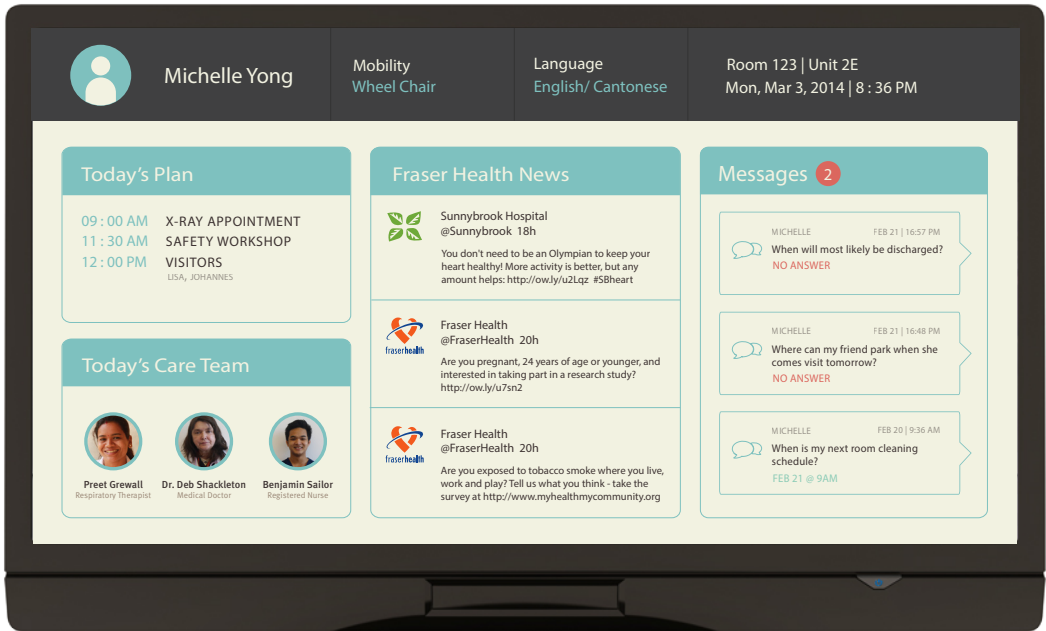 Michelle Yong
Mobility
Wheel Chair
Language
English/ Cantonese
Room 123 | Unit 2E
Mon, Mar 3, 2014 | 8 : 36 PM
Today's Plan
09 : 00 AM X-RAY APPOINTMENT
11 : 30 AM SAFETY WORKSHOP
12 : 00 PM VISITORS
LISA, JOHANNES
Today's Care Team
Preet Grewall
Respiratory Therapist
Dr. Deb Shackleton
Medical Doctor
Benjamin Sailor
Registered Nurse
Fraser Health News
Sunnybrook Hospital
@Sunnybrook 18h
You don't need to be an Olympian to keep your
heart healthy! More activity is better, but any
amount helps: http://ow.ly/u2Lqz #SBheart
fraserhealth
Fraser Health
@FraserHealth 20h
Are you pregnant, 24 years of age or younger, and
interested in taking part in a research study?
http://ow.ly/u7sn2
fraserhealth
Fraser Health
@FraserHealth 20h
Are you exposed to tobacco smoke where you live,
work and play? Tell us what you think - take the
survey at http://www.myhealthmycommunity.org
Messages 2
MICHELLE FEB 21 | 16:57 PM
When will most likely be discharged?
NO ANSWER
MICHELLE FEB 21 | 16:48 PM
Where can my friend park when she
comes visit tomorrow?
NO ANSWER
MICHELLE FEB 20 | 9:36 AM
When is my next room cleaning
schedule?
FEB 21 @ 9AM